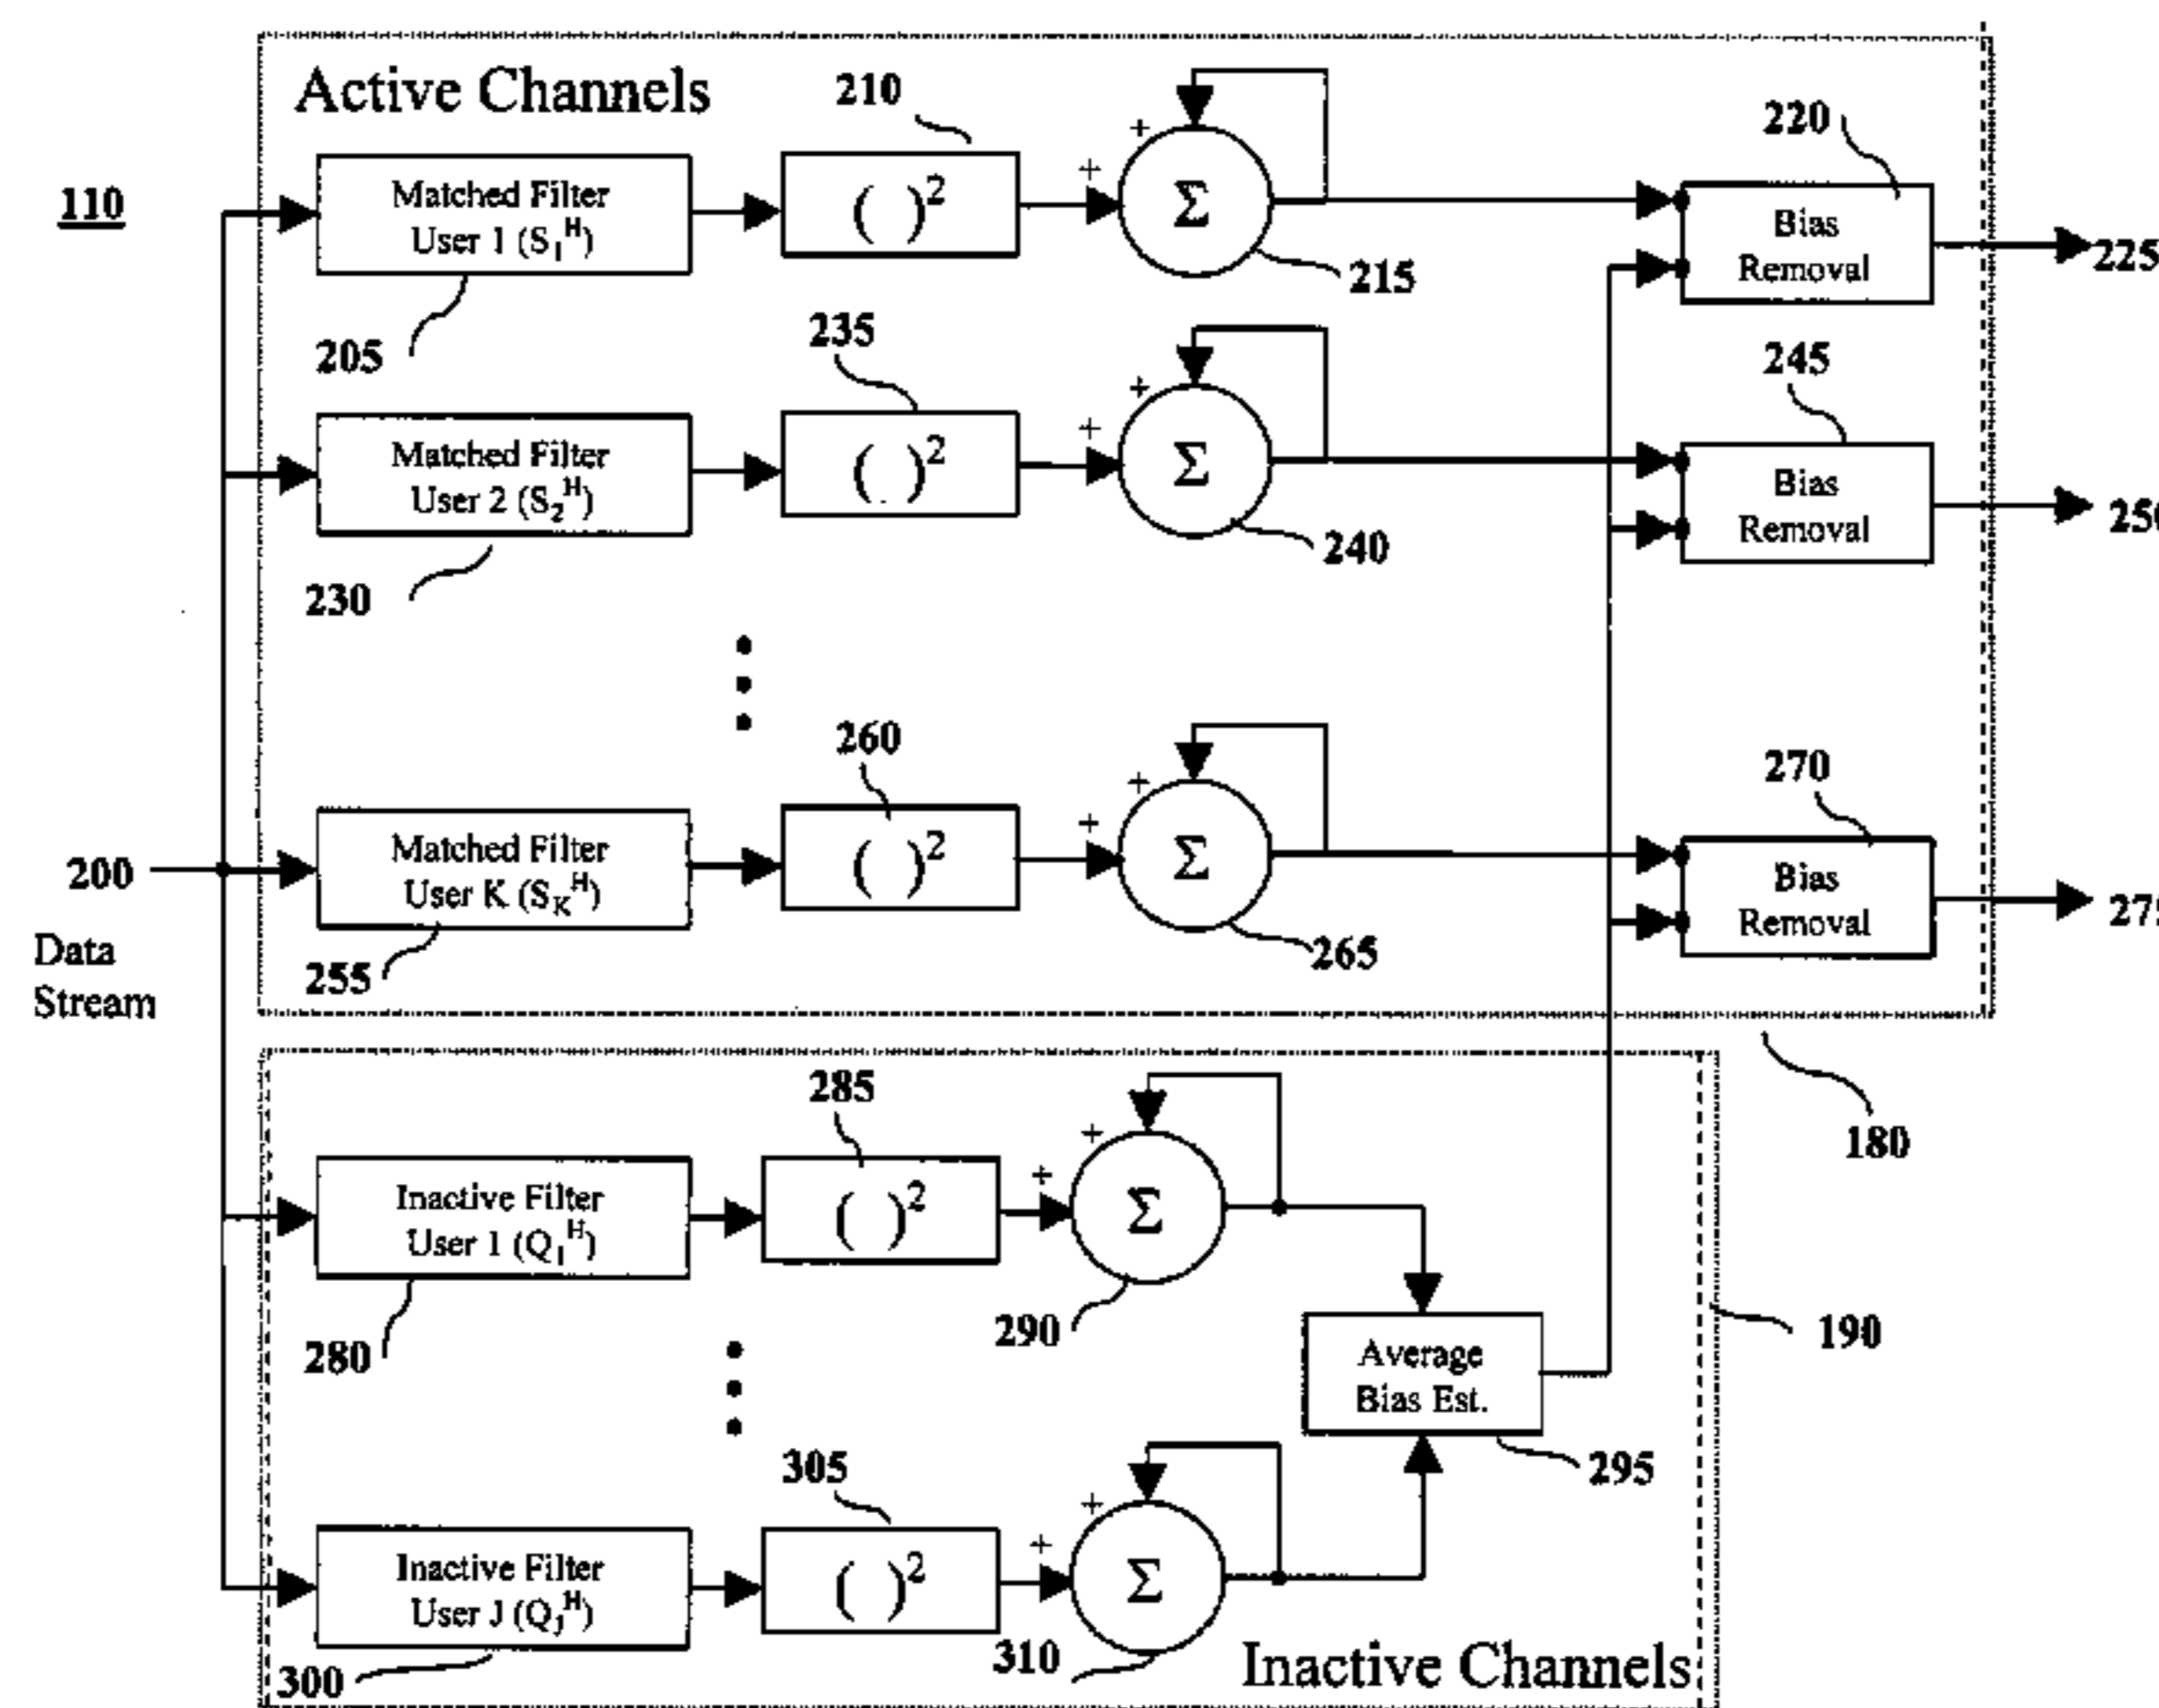 Active Channels
110
210
220
Matched Filter
User 1 (S₁ᴴ)
( )²
+
+
Σ
Bias
Removal
225
205
215
235
245
Matched Filter
User 2 (S₂ᴴ)
( )²
+
+
Σ
Bias
Removal
230
240
260
270
200
Data
Stream
Matched Filter
User K (S_Kᴴ)
( )²
+
+
Σ
Bias
Removal
255
265
180
285
Inactive Filter
User 1 (Q₁ᴴ)
( )²
+
+
Σ
280
290
Average
Bias Est.
190
295
305
Inactive Filter
User J (Q_Jᴴ)
( )²
+
+
Σ
300
310
Inactive Channels